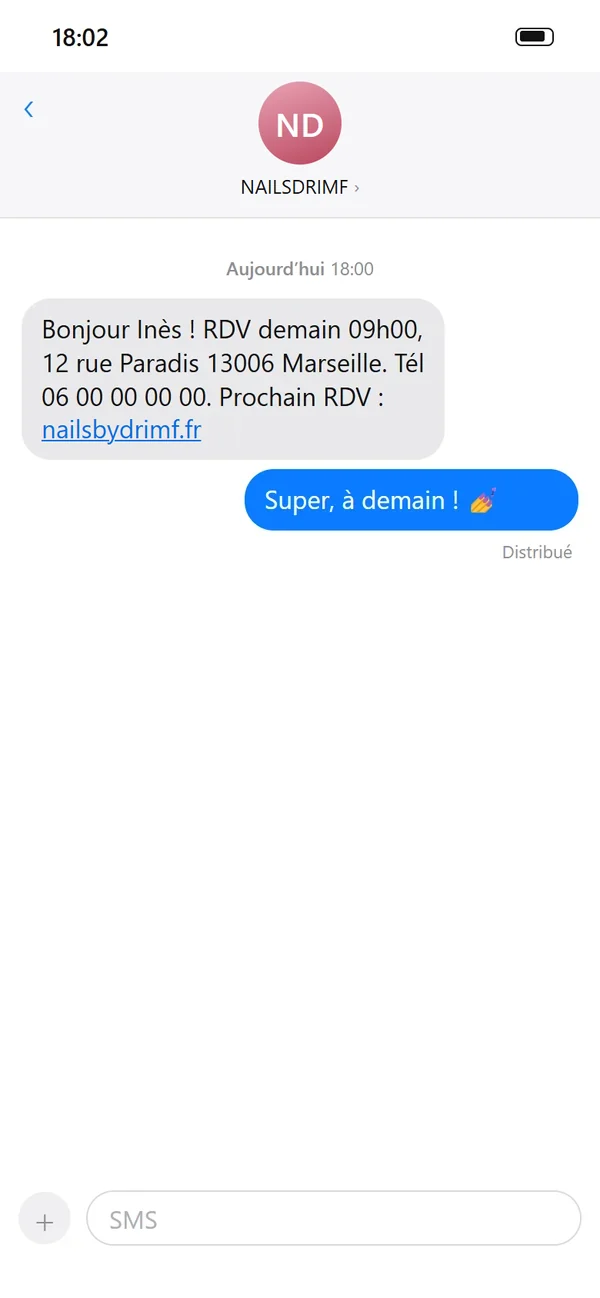 18:02
ND
NAILSDRIMF ›
Aujourd’hui 18:00
Bonjour Inès ! RDV demain 09h00,
12 rue Paradis 13006 Marseille. Tél
06 00 00 00 00. Prochain RDV :
nailsbydrimf.fr
Super, à demain ! 💅
Distribué
SMS